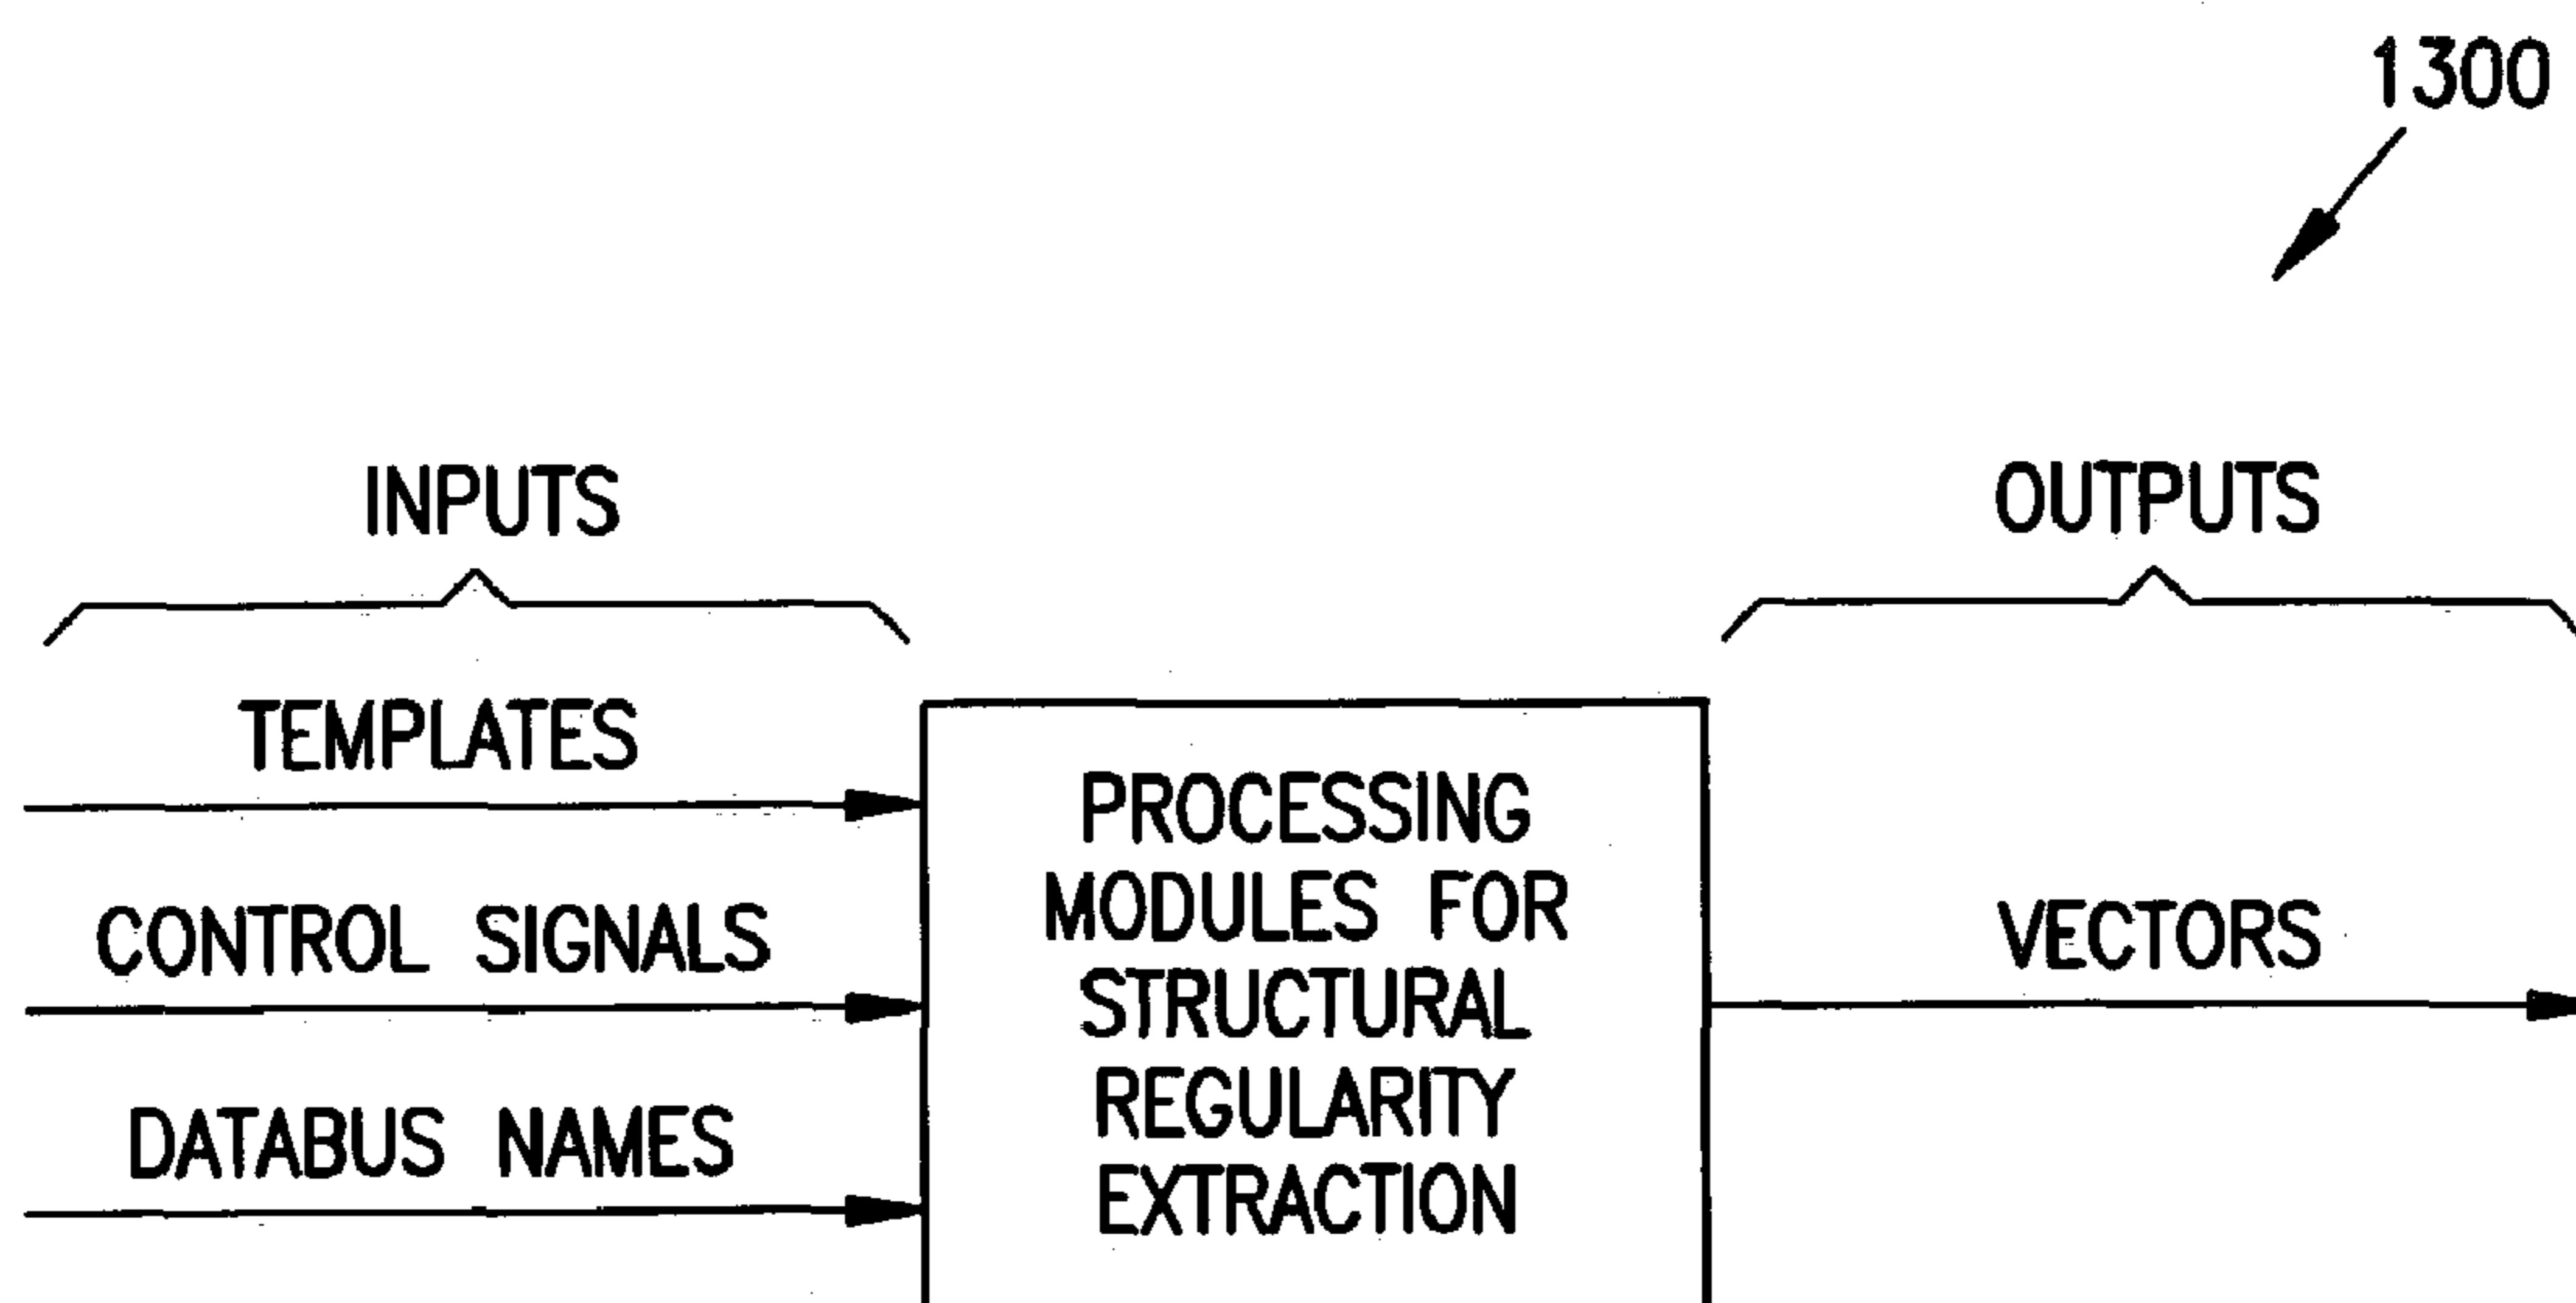 1300
INPUTS
OUTPUTS
TEMPLATES
CONTROL SIGNALS
DATABUS NAMES
PROCESSING
MODULES FOR
STRUCTURAL
REGULARITY
EXTRACTION
VECTORS